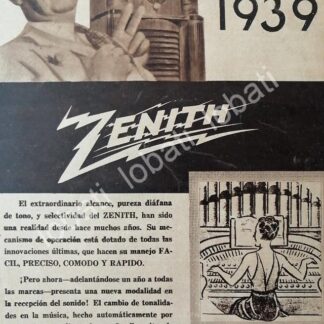 1939
ZENITH
lobati lobati lobati
El extraordinario alcance, pureza diáfana
de tono, y selectividad del ZENITH, han sido
una realidad desde hace muchos años. Su me-
canismo de operación está dotado de todas las
innovaciones últimas, que hacen su manejo FA-
CIL, PRECISO, COMODO Y RAPIDO.
¡Pero ahora—adelantándose un año a todas
las marcas—presenta una nueva modalidad en
la recepción del sonido! El cambio de tonalida-
des en la música, hecho automáticamente por